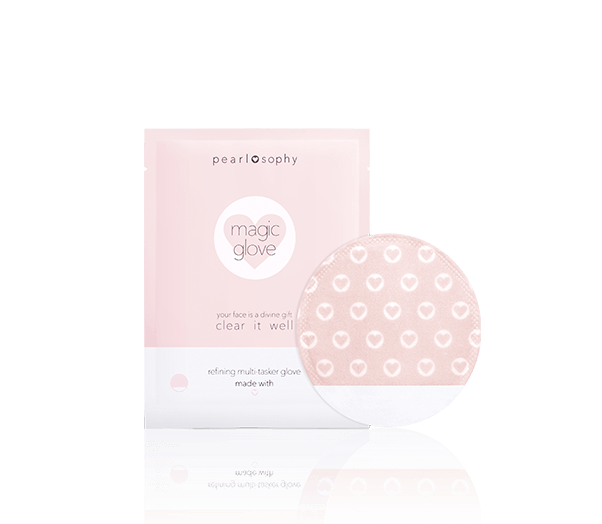 pearlosophy
magic
glove
your face is a divine gift
clear it well
refining multi-tasker glove
made with